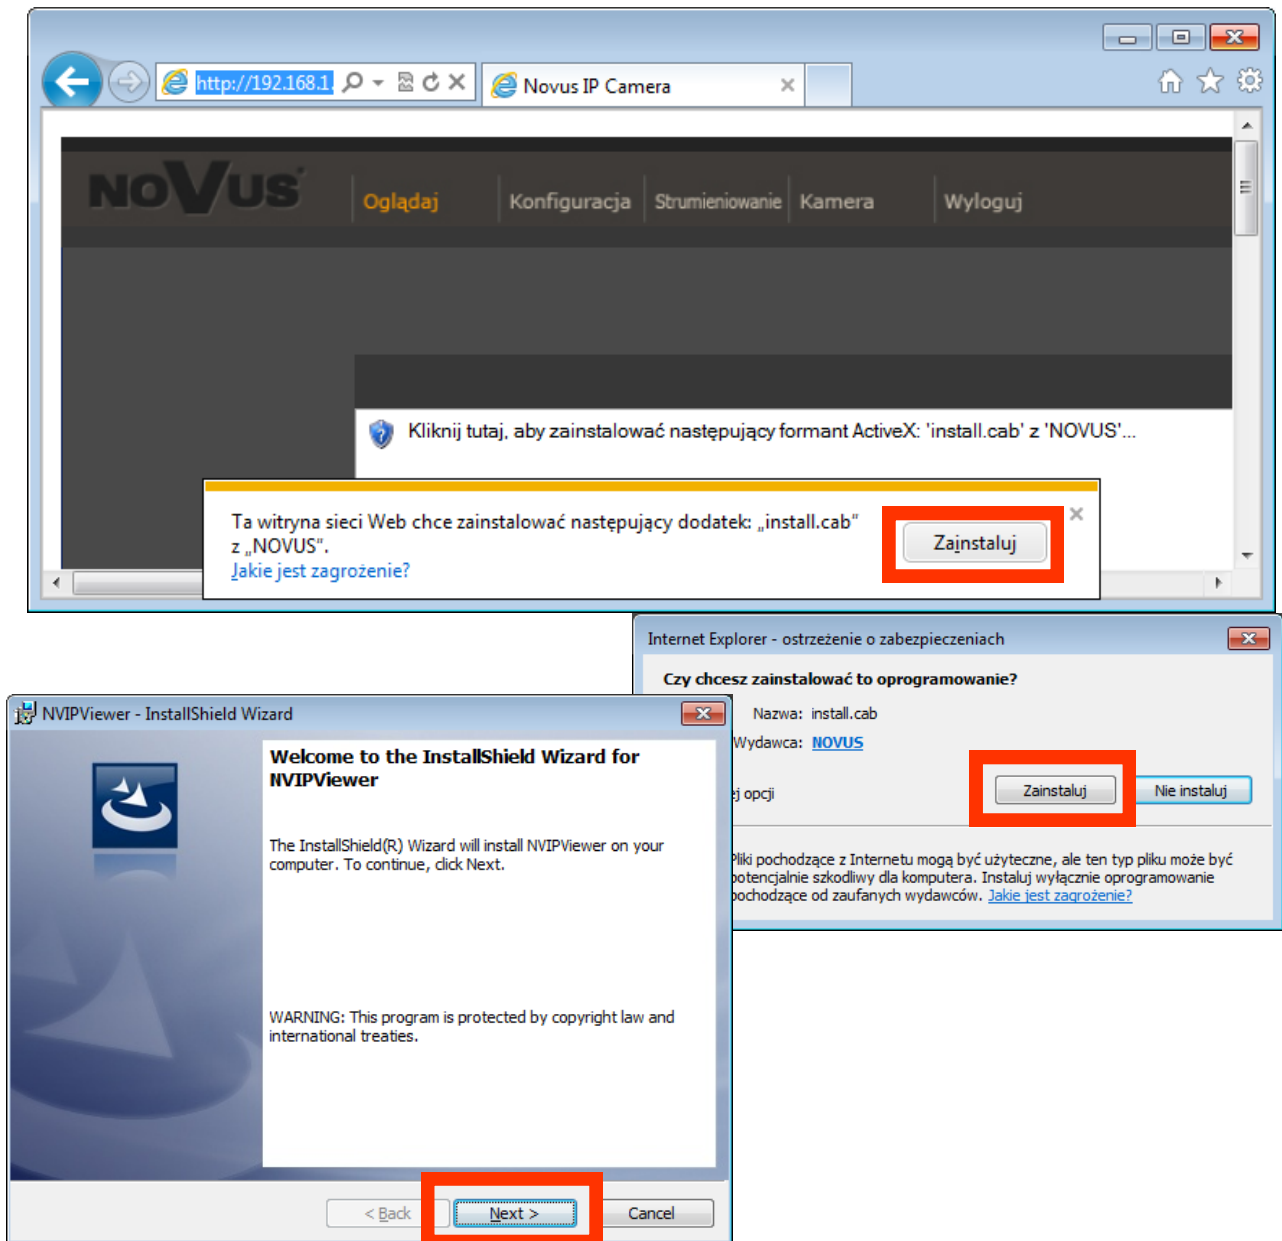 http://192.168.1.
Novus IP Camera
NOVUS
Oglądaj
Konfiguracja
Strumieniowanie
Kamera
Wyloguj
Kliknij tutaj, aby zainstalować następujący formant ActiveX: 'install.cab' z 'NOVUS'...
Ta witryna sieci Web chce zainstalować następujący dodatek: „install.cab”
z „NOVUS”.
Jakie jest zagrożenie?
Zainstaluj
Internet Explorer - ostrzeżenie o zabezpieczeniach
Czy chcesz zainstalować to oprogramowanie?
Nazwa: install.cab
Wydawca: NOVUS
ej opcji
Zainstaluj
Nie instaluj
Pliki pochodzące z Internetu mogą być użyteczne, ale ten typ pliku może być
potencjalnie szkodliwy dla komputera. Instaluj wyłącznie oprogramowanie
pochodzące od zaufanych wydawców. Jakie jest zagrożenie?
NVIPViewer - InstallShield Wizard
Welcome to the InstallShield Wizard for
NVIPViewer
The InstallShield(R) Wizard will install NVIPViewer on your
computer. To continue, click Next.
WARNING: This program is protected by copyright law and
international treaties.
< Back
Next >
Cancel